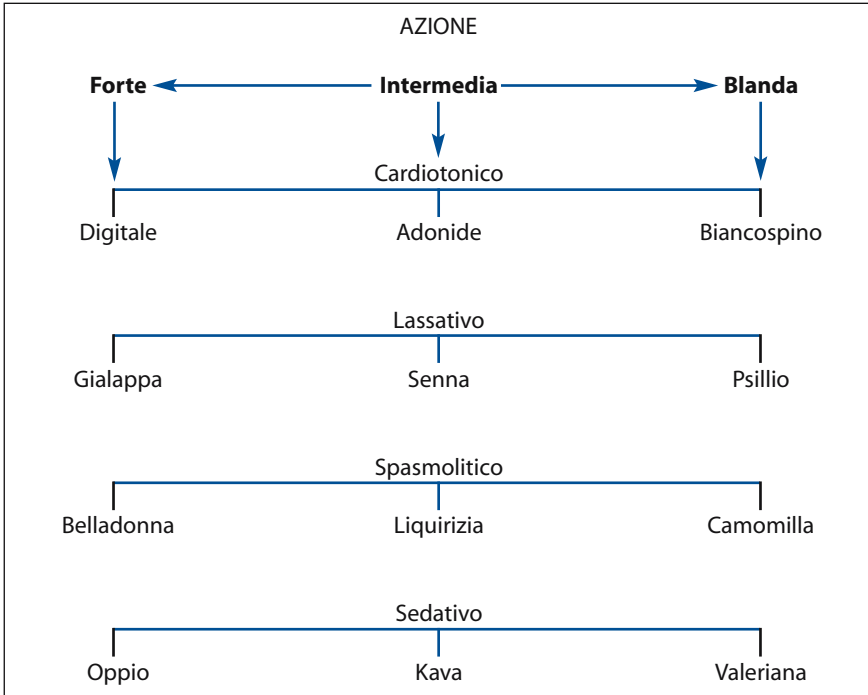 AZIONE
Forte Intermedia Blanda
Cardiotonico
Digitale Adonide Biancospino
Lassativo
Gialappa Senna Psillio
Spasmolitico
Belladonna Liquirizia Camomilla
Sedativo
Oppio Kava Valeriana